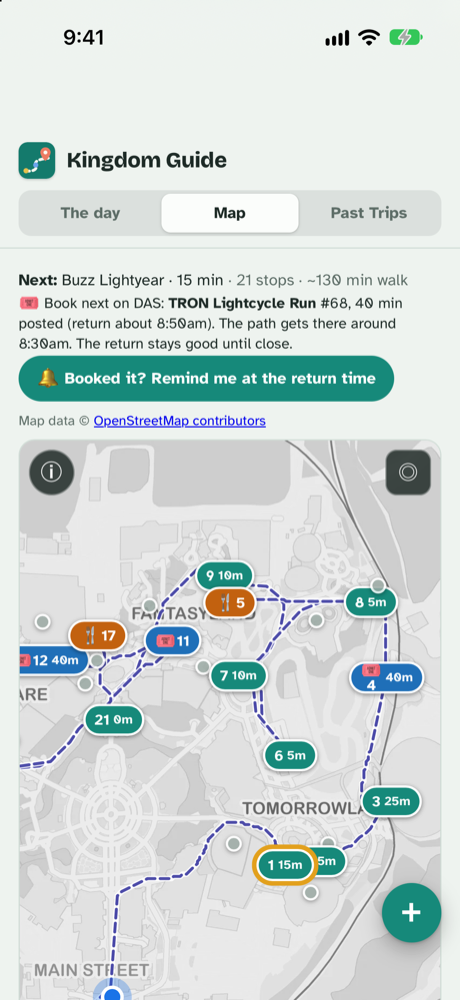 9:41
Kingdom Guide
The day
Map
Past Trips
Next: Buzz Lightyear · 15 min · 21 stops · ~130 min walk
Book next on DAS: TRON Lightcycle Run #68, 40 min
posted (return about 8:50am). The path gets there around
8:30am. The return stays good until close.
Booked it? Remind me at the return time
Map data © OpenStreetMap contributors
9 10m
5
8 5m
17
11
12 40m
7 10m
4 40m
ARE
21 0m
6 5m
TOMORROWLA
3 25m
1 15m
5m
+
MAIN STREET